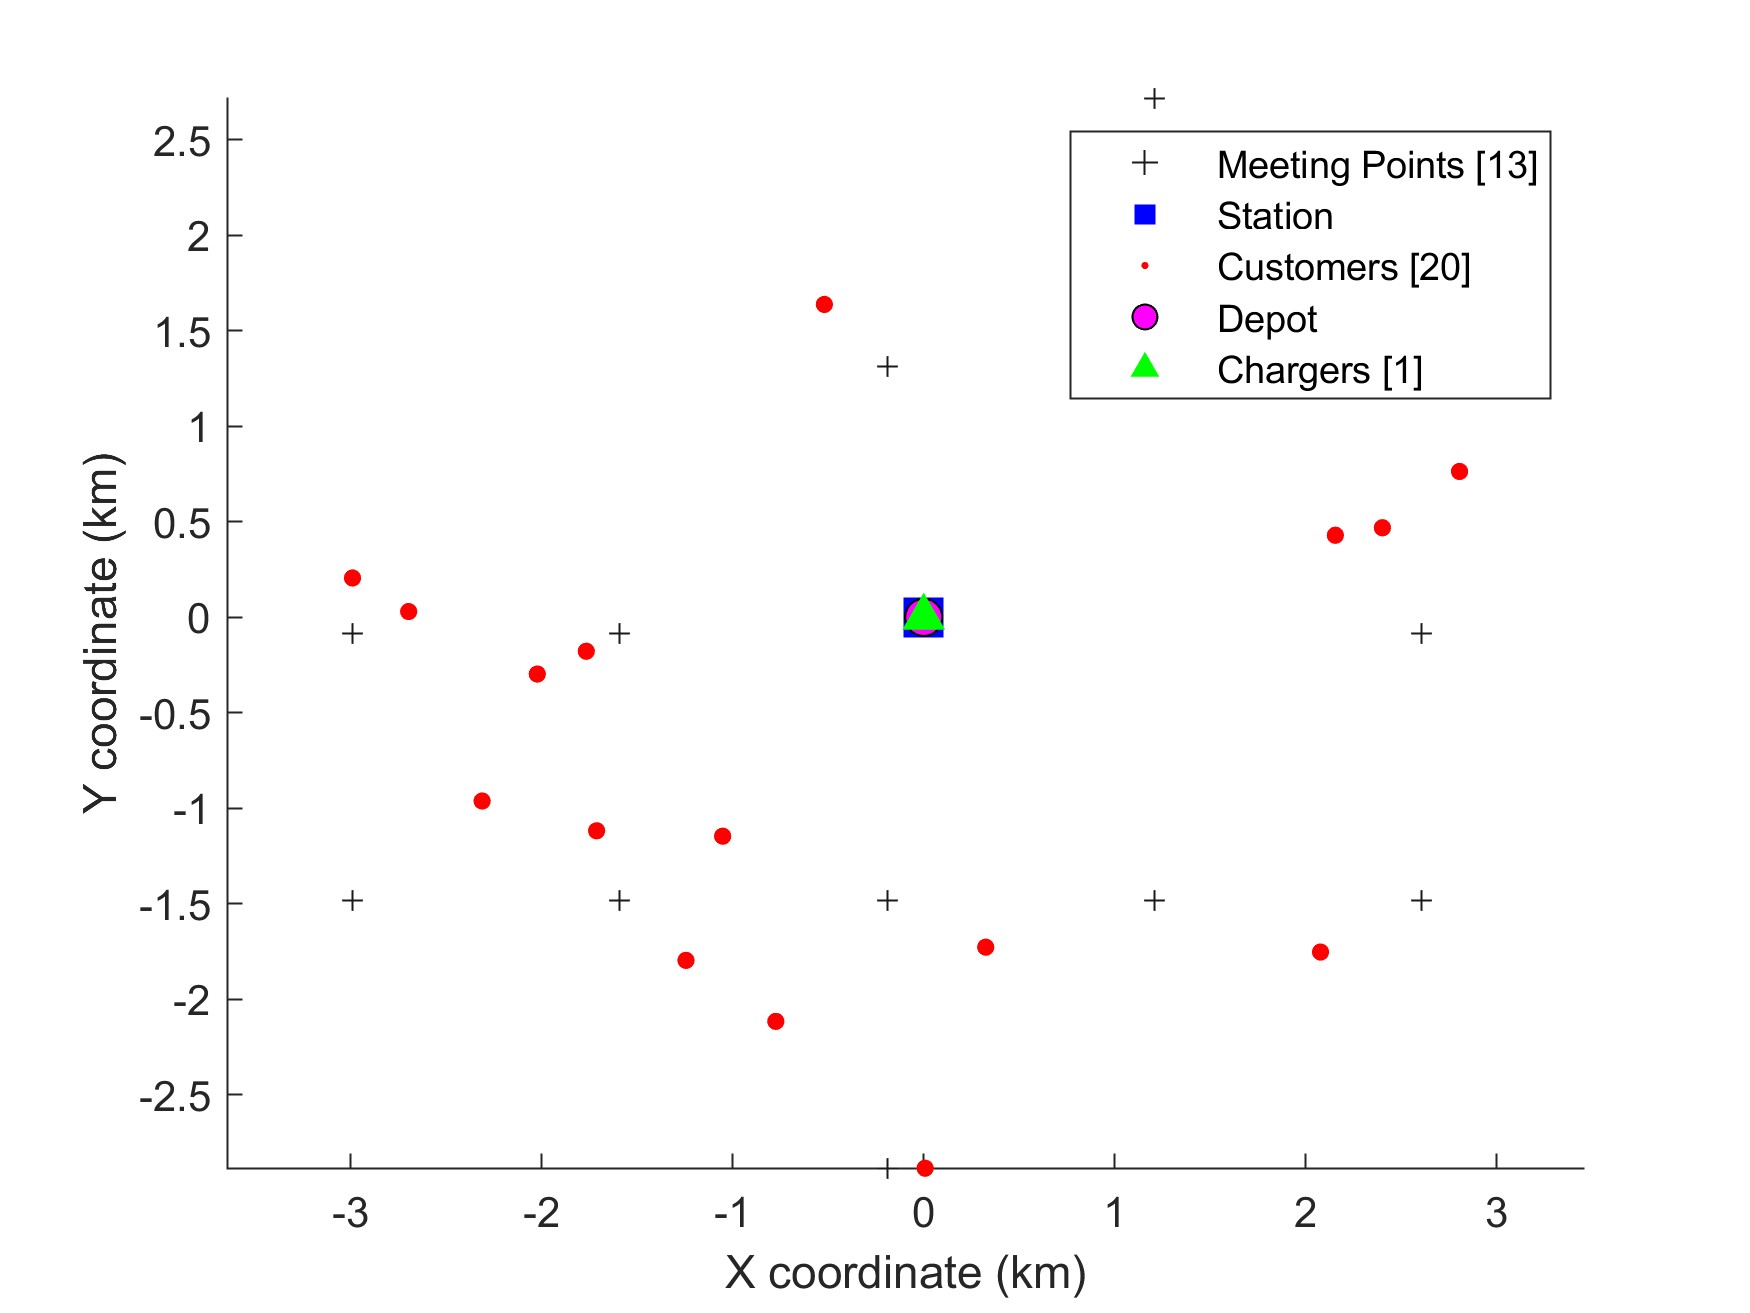 2.5
2
1.5
1
0.5
0
-0.5
-1
-1.5
-2
-2.5
Y coordinate (km)
Meeting Points [13]
Station
Customers [20]
Depot
Chargers [1]
-3 -2 -1 0 1 2 3
X coordinate (km)